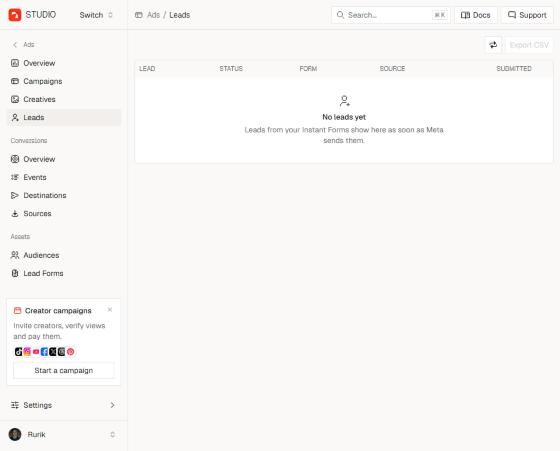 STUDIO
Switch
Ads / Leads
Search...
⌘ K
Docs
Support
Ads
Overview
Campaigns
Creatives
Leads
Conversions
Overview
Events
Destinations
Sources
Assets
Audiences
Lead Forms
Creator campaigns
Invite creators, verify views
and pay them.
Start a campaign
Settings
Rurik
Export CSV
LEAD STATUS FORM SOURCE SUBMITTED
No leads yet
Leads from your Instant Forms show here as soon as Meta
sends them.